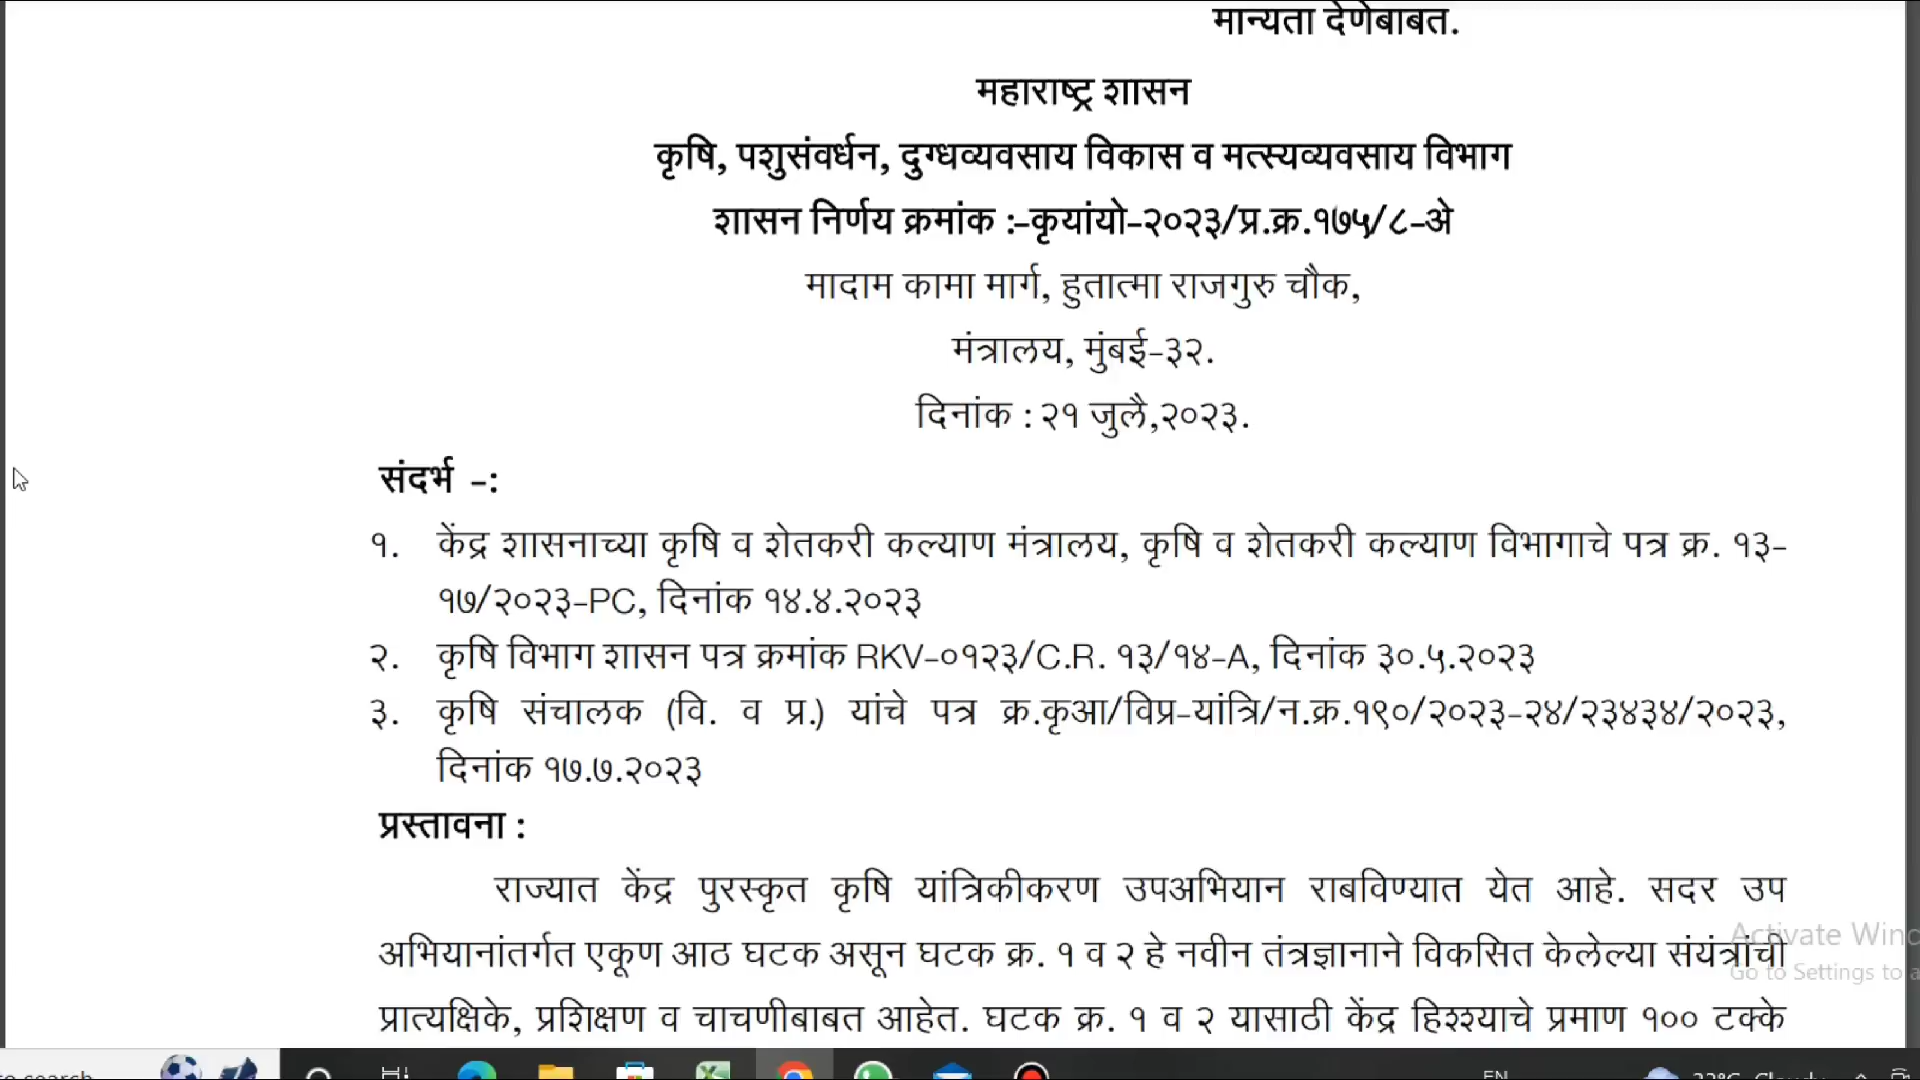 मान्यता देणेबाबत.
महाराष्ट्र शासन
कृषि, पशुसंवर्धन, दुग्धव्यवसाय विकास व मत्स्यव्यवसाय विभाग
शासन निर्णय क्रमांक :-कृयांयो-२०२३/प्र.क्र.१७५/८-अे
मादाम कामा मार्ग, हुतात्मा राजगुरु चौक,
मंत्रालय, मुंबई-३२.
दिनांक : २१ जुलै,२०२३.
संदर्भ -:
१. केंद्र शासनाच्या कृषि व शेतकरी कल्याण मंत्रालय, कृषि व शेतकरी कल्याण विभागाचे पत्र क्र. १३-
१७/२०२३-PC, दिनांक १४.४.२०२३
२. कृषि विभाग शासन पत्र क्रमांक RKV-०१२३/C.R. १३/१४-A, दिनांक ३०.५.२०२३
३. कृषि संचालक (वि. व प्र.) यांचे पत्र क्र.कृआ/विप्र-यांत्रि/न.क्र.१९०/२०२३-२४/२३४३४/२०२३,
दिनांक १७.७.२०२३
प्रस्तावना :
राज्यात केंद्र पुरस्कृत कृषि यांत्रिकीकरण उपअभियान राबविण्यात येत आहे. सदर उप
अभियानांतर्गत एकूण आठ घटक असून घटक क्र. १ व २ हे नवीन तंत्रज्ञानाने विकसित केलेल्या संयंत्रांची
प्रात्यक्षिके, प्रशिक्षण व चाचणीबाबत आहेत. घटक क्र. १ व २ यासाठी केंद्र हिश्श्याचे प्रमाण १०० टक्के
Activate Wind
Go to Settings to a